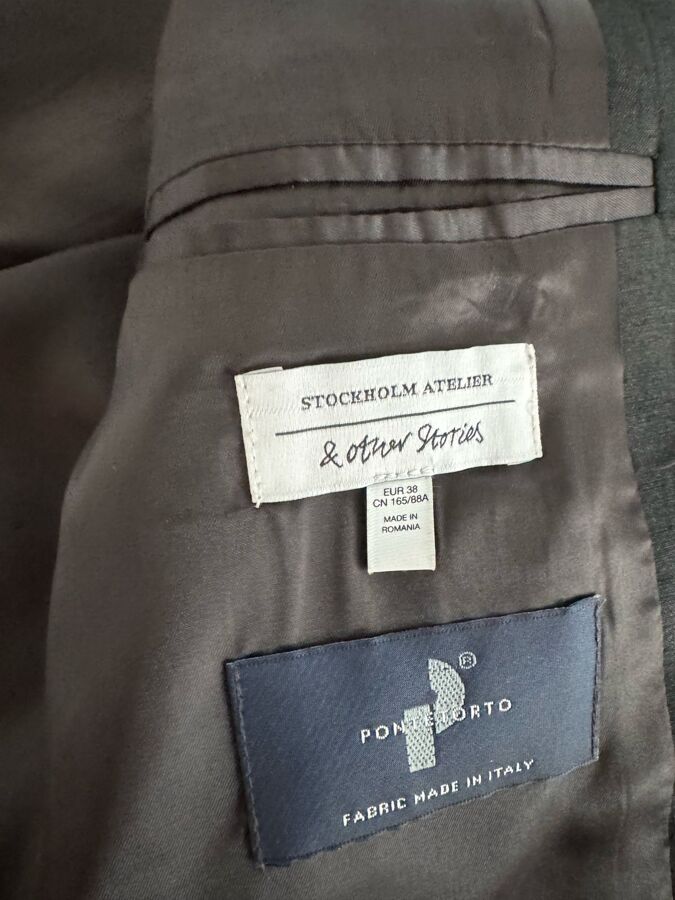 STOCKHOLM ATELIER
& other Stories
EUR 38
CN 165/88A
MADE IN
ROMANIA
®
PONTETORTO
FABRIC MADE IN ITALY